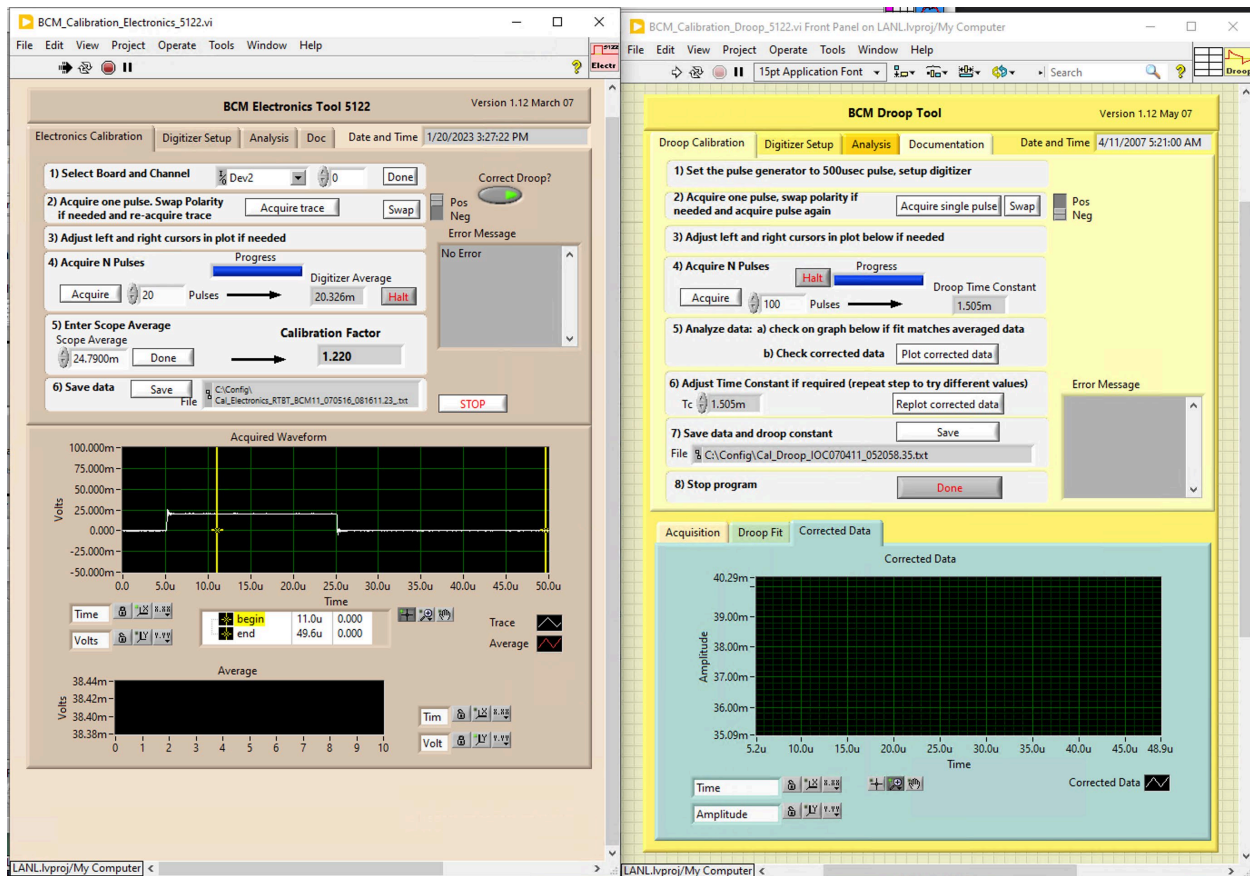 BCM_Calibration_Electronics_5122.vi
File Edit View Project Operate Tools Window Help
5122
Electr
BCM Electronics Tool 5122
Version 1.12 March 07
Electronics Calibration
Digitizer Setup
Analysis
Doc
Date and Time
1/20/2023 3:27:22 PM
1) Select Board and Channel
Dev2
0
Done
Correct Droop?
2) Acquire one pulse. Swap Polarity
if needed and re-acquire trace
Acquire trace
Swap
Pos
Neg
3) Adjust left and right cursors in plot if needed
Error Message
No Error
4) Acquire N Pulses
Progress
Digitizer Average
Acquire
20
Pulses
20.326m
Halt
5) Enter Scope Average
Scope Average
24.7900m
Done
Calibration Factor
1.220
6) Save data
Save
File
C:\Config\
Cal_Electronics_RTBT_BCM11_070516_081611.23_.txt
STOP
Acquired Waveform
Volts
100.000m
75.000m
50.000m
25.000m
0.000
-25.000m
-50.000m
0.0 5.0u 10.0u 15.0u 20.0u 25.0u 30.0u 35.0u 40.0u 45.0u 50.0u
Time
Time
Volts
begin 11.0u 0.000
end 49.6u 0.000
Trace
Average
Average
Volts
38.44m
38.42m
38.40m
38.38m
0 1 2 3 4 5 6 7 8 9 10
Tim
Volt
LANL.lvproj/My Computer
BCM_Calibration_Droop_5122.vi Front Panel on LANL.lvproj/My Computer
File Edit View Project Operate Tools Window Help
15pt Application Font
Search
Droop
BCM Droop Tool
Version 1.12 May 07
Droop Calibration
Digitizer Setup
Analysis
Documentation
Date and Time
4/11/2007 5:21:00 AM
1) Set the pulse generator to 500usec pulse, setup digitizer
2) Acquire one pulse, swap polarity if
needed and acquire pulse again
Acquire single pulse
Swap
Pos
Neg
3) Adjust left and right cursors in plot below if needed
4) Acquire N Pulses
Halt
Progress
Droop Time Constant
Acquire
100
Pulses
1.505m
5) Analyze data: a) check on graph below if fit matches averaged data
b) Check corrected data
Plot corrected data
6) Adjust Time Constant if required (repeat step to try different values)
Tc
1.505m
Replot corrected data
Error Message
7) Save data and droop constant
Save
File
C:\Config\Cal_Droop_IOC070411_052058.35.txt
8) Stop program
Done
Acquisition
Droop Fit
Corrected Data
Corrected Data
Amplitude
40.29m
39.00m
38.00m
37.00m
36.00m
35.09m
5.2u 10.0u 15.0u 20.0u 25.0u 30.0u 35.0u 40.0u 45.0u 48.9u
Time
Time
Amplitude
Corrected Data
LANL.lvproj/My Computer